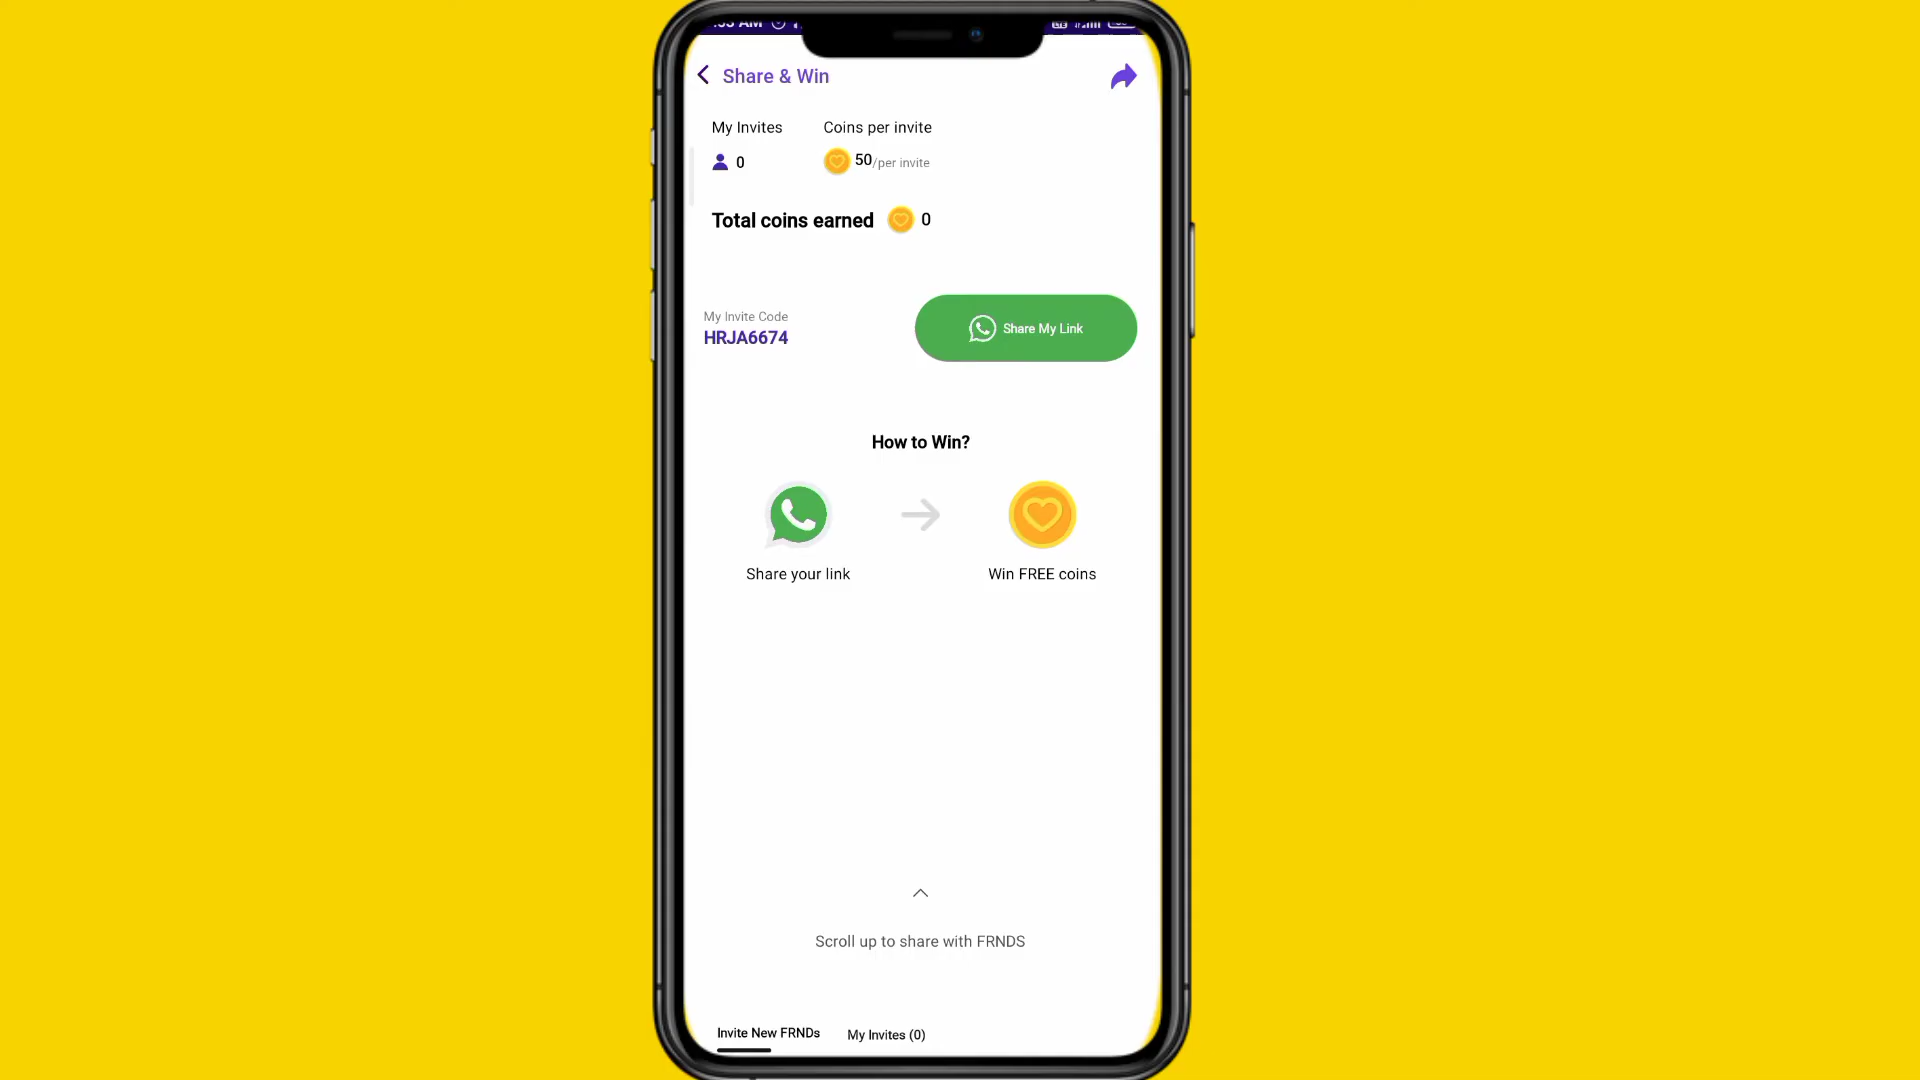 Share & Win
My Invites
Coins per invite
0
50/per invite
Total coins earned 0
My Invite Code
HRJA6674
Share My Link
How to Win?
Share your link
Win FREE coins
Scroll up to share with FRNDS
Invite New FRNDs
My Invites (0)